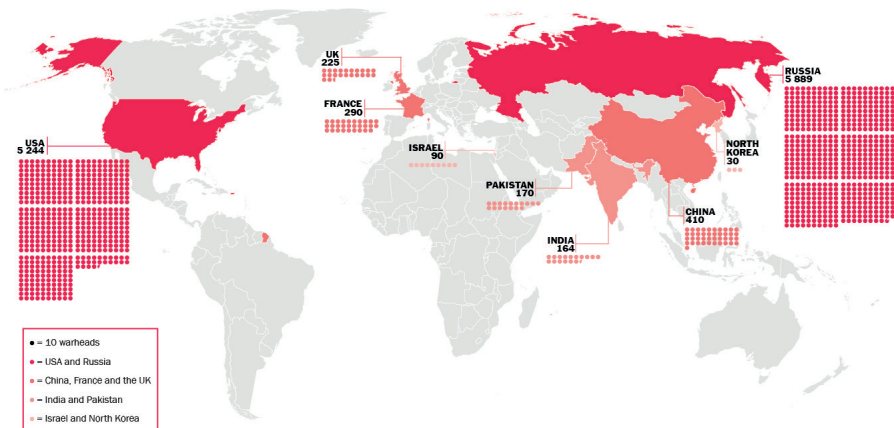 UK
225
FRANCE
290
USA
5 244
ISRAEL
90
PAKISTAN
170
INDIA
164
RUSSIA
5 889
NORTH
KOREA
30
CHINA
410
= 10 warheads
= USA and Russia
= China, France and the UK
= India and Pakistan
= Israel and North Korea